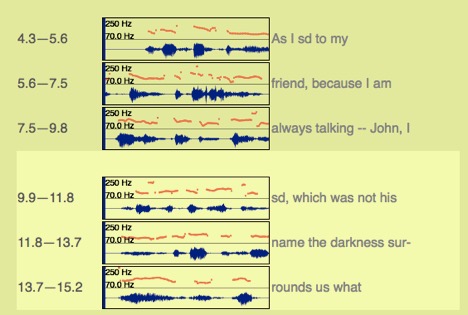 4.3—5.6 250 Hz 70.0 Hz As I sd to my
5.6—7.5 250 Hz 70.0 Hz friend, because I am
7.5—9.8 250 Hz 70.0 Hz always talking -- John, I
9.9—11.8 250 Hz 70.0 Hz sd, which was not his
11.8—13.7 250 Hz 70.0 Hz name the darkness sur-
13.7—15.2 250 Hz 70.0 Hz rounds us what